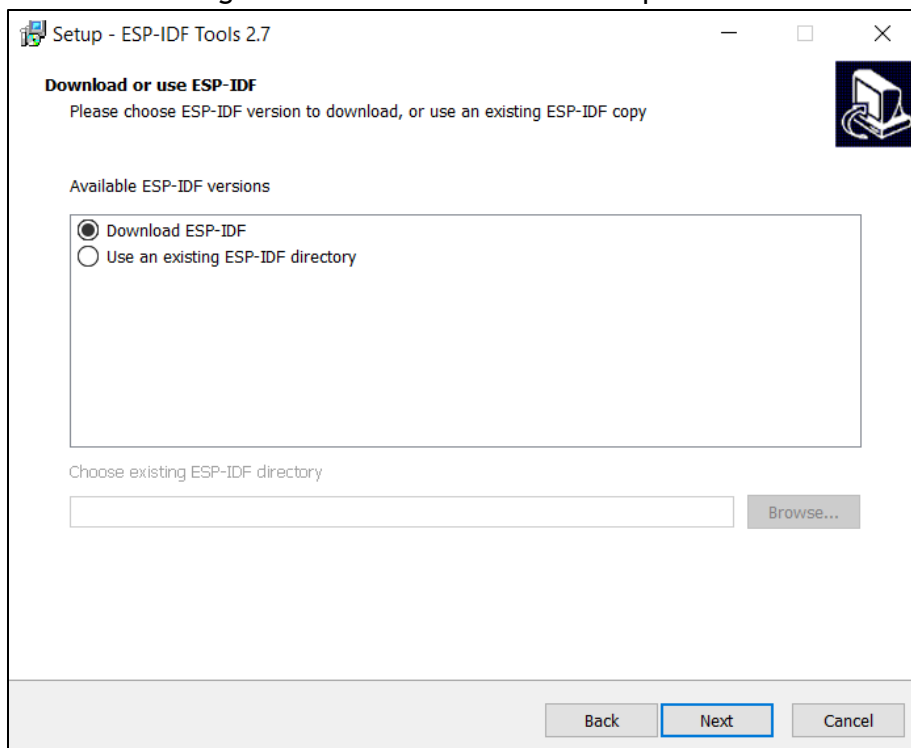 Setup - ESP-IDF Tools 2.7
Download or use ESP-IDF
Please choose ESP-IDF version to download, or use an existing ESP-IDF copy
Available ESP-IDF versions
Download ESP-IDF
Use an existing ESP-IDF directory
Choose existing ESP-IDF directory
Browse...
Back Next Cancel